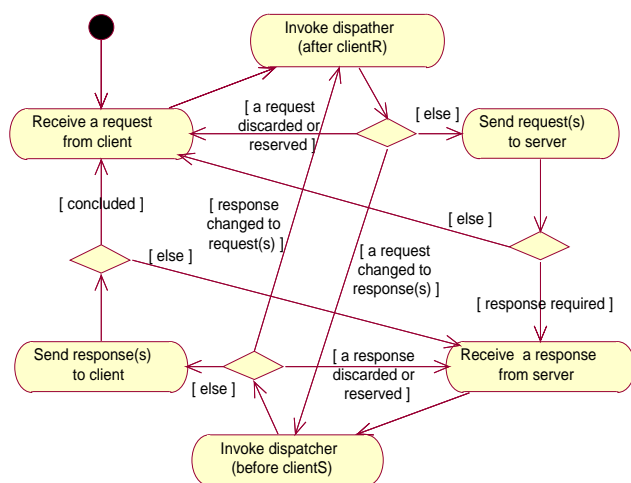 Invoke dispather
(after clientR)
Receive a request
from client
[ a request
discarded or
reserved ]
[ else ]
Send request(s)
to server
[ concluded ]
[ response
changed to
request(s) ]
[ else ]
[ else ]
[ a request
changed to
response(s) ]
[ response required ]
Send response(s)
to client
[ else ]
[ a response
discarded or
reserved ]
Receive a response
from server
Invoke dispatcher
(before clientS)